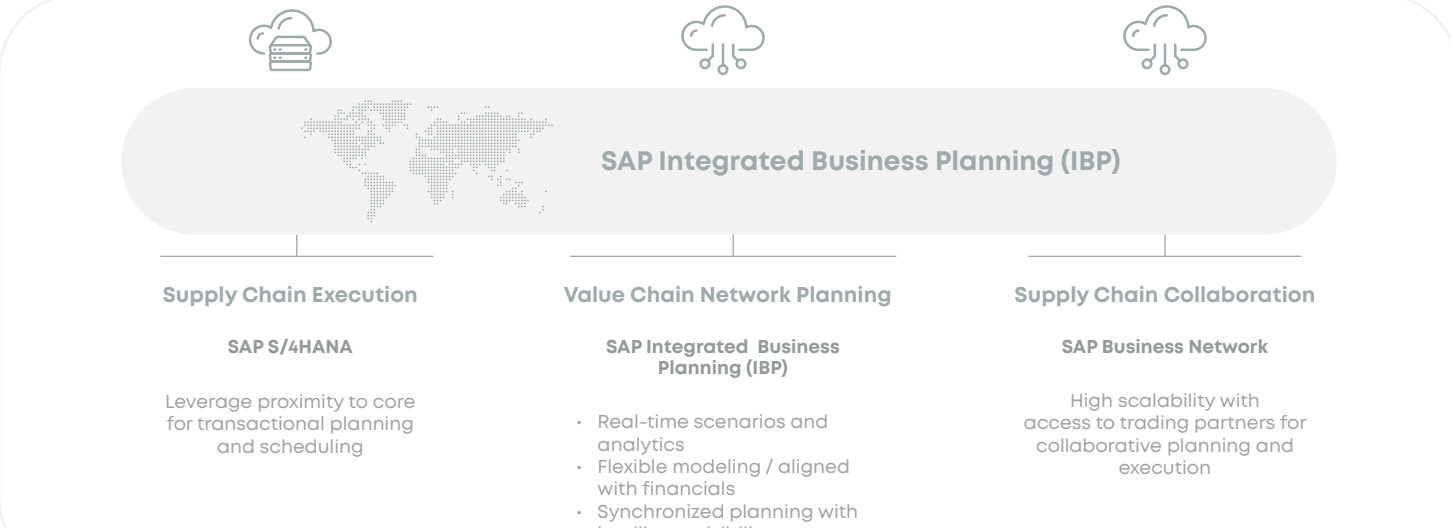 SAP Integrated Business Planning (IBP)
Supply Chain Execution
SAP S/4HANA
Leverage proximity to core
for transactional planning
and scheduling
Value Chain Network Planning
SAP Integrated  Business
Planning (IBP)
• Real-time scenarios and
analytics
• Flexible modeling / aligned
with financials
• Synchronized planning with
Supply Chain Collaboration
SAP Business Network
High scalability with
access to trading partners for
collaborative planning and
execution